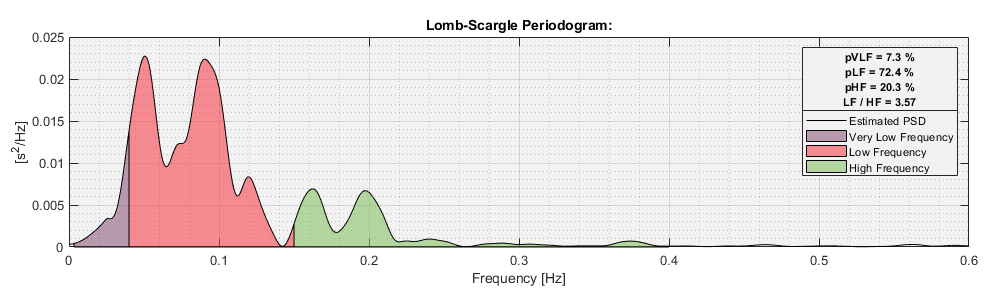 Lomb-Scargle Periodogram:
0.025
0.02
0.015
0.01
0.005
0
[s²/Hz]
pVLF = 7.3 %
pLF = 72.4 %
pHF = 20.3 %
LF / HF = 3.57
Estimated PSD
Very Low Frequency
Low Frequency
High Frequency
0 0.1 0.2 0.3 0.4 0.5 0.6
Frequency [Hz]